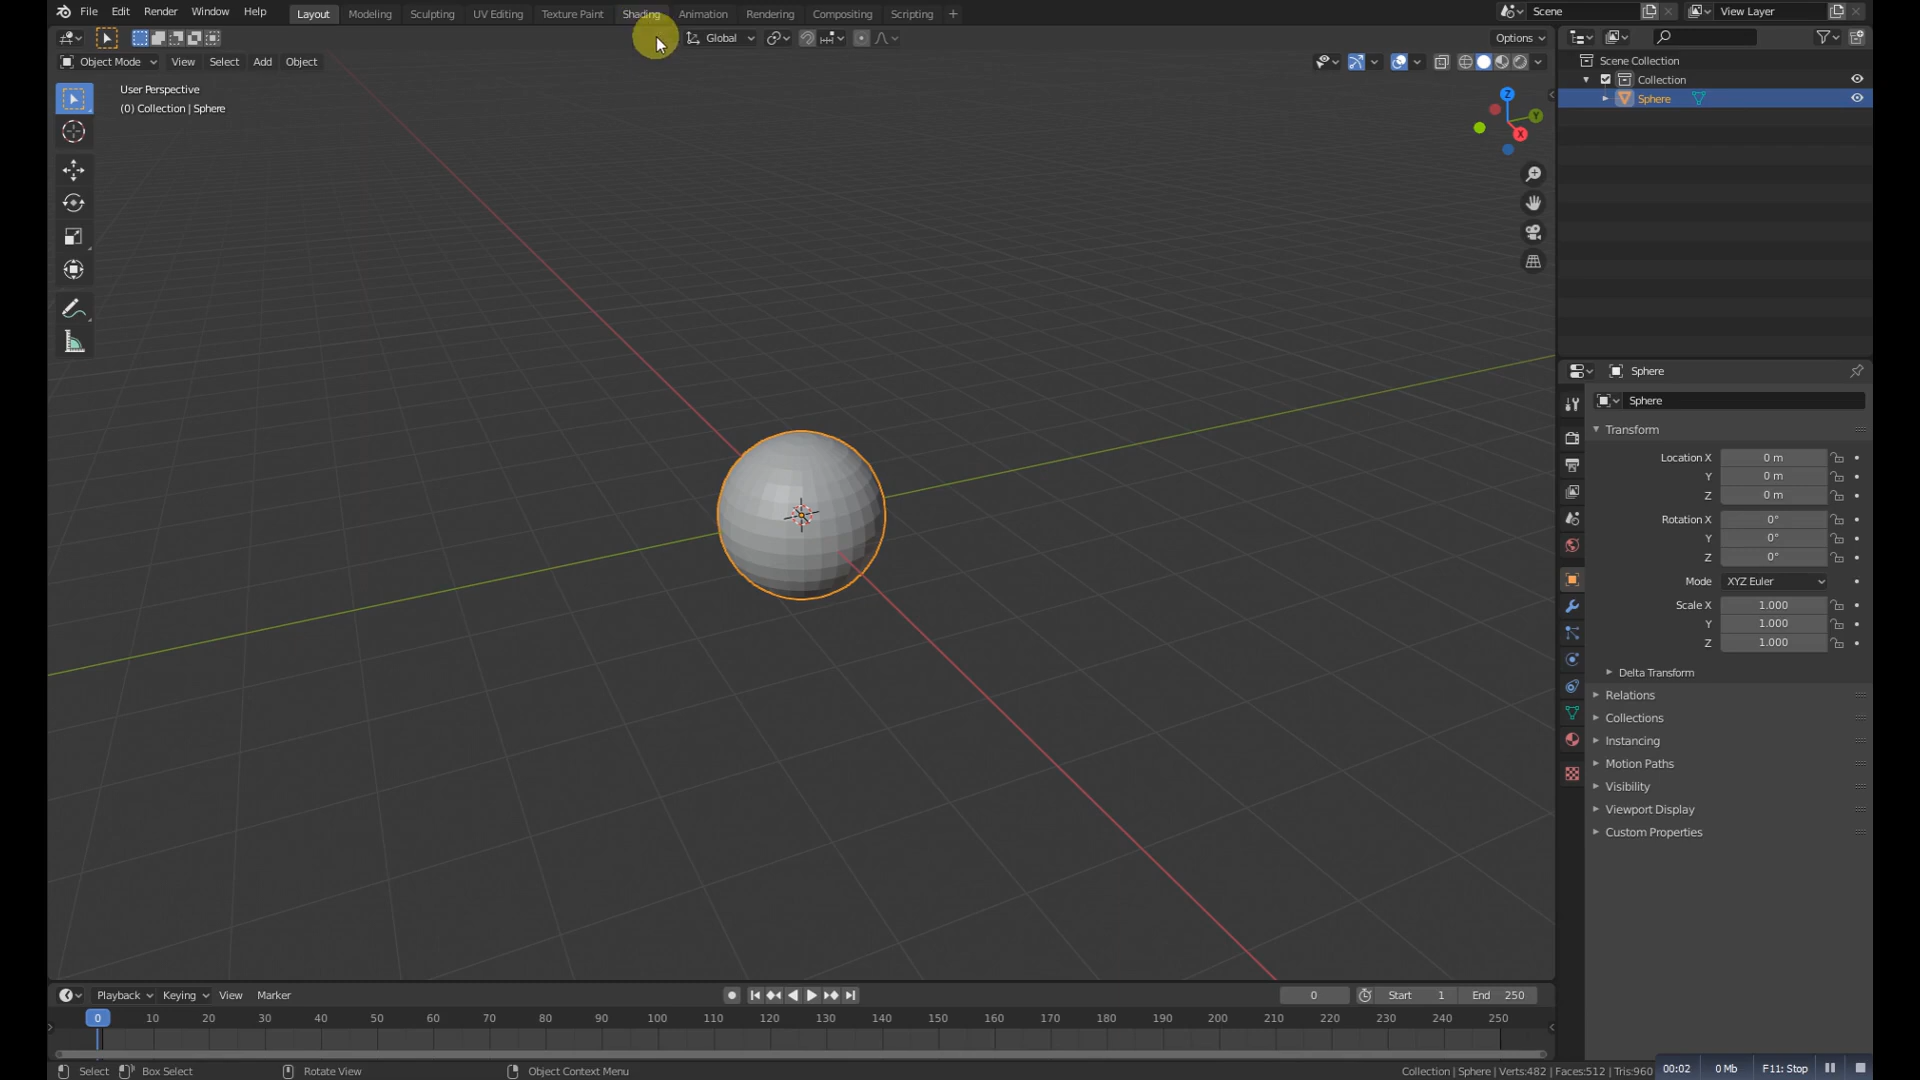 File Edit Render Window Help Layout Modeling Sculpting UV Editing Texture Paint Shading Animation Rendering Compositing Scripting + Scene View Layer
Global Options
Object Mode View Select Add Object
User Perspective
(0) Collection | Sphere
Z
Y
X
Scene Collection
Collection
Sphere
Sphere
Sphere
Transform
Location X 0 m
Y 0 m
Z 0 m
Rotation X 0°
Y 0°
Z 0°
Mode XYZ Euler
Scale X 1.000
Y 1.000
Z 1.000
Delta Transform
Relations
Collections
Instancing
Motion Paths
Visibility
Viewport Display
Custom Properties
Playback Keying View Marker 0 Start 1 End 250
0 10 20 30 40 50 60 70 80 90 100 110 120 130 140 150 160 170 180 190 200 210 220 230 240 250
Select Box Select Rotate View Object Context Menu Collection | Sphere | Verts:482 | Faces:512 | Tris:960
00:02 0 Mb F11: Stop